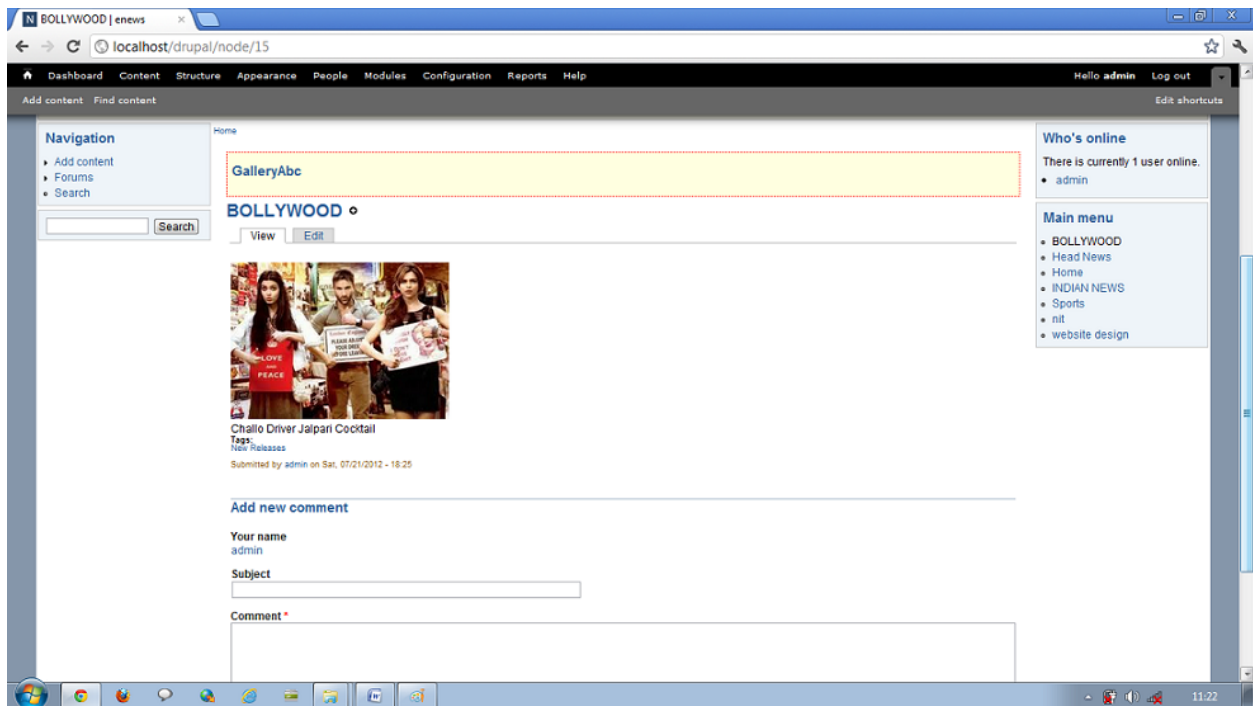 BOLLYWOOD | enews
localhost/drupal/node/15
Dashboard Content Structure Appearance People Modules Configuration Reports Help
Hello admin Log out
Add content Find content
Edit shortcuts
Navigation
Add content
Forums
Search
Search
Home
GalleryAbc
BOLLYWOOD
View Edit
LOVE
AND
PEACE
PLEASE
Challo Driver Jalpari Cocktail
Tags:
New Releases
Submitted by admin on Sat, 07/21/2012 - 18:25
Add new comment
Your name
admin
Subject
Comment *
Who's online
There is currently 1 user online.
admin
Main menu
BOLLYWOOD
Head News
Home
INDIAN NEWS
Sports
nit
website design
11:22